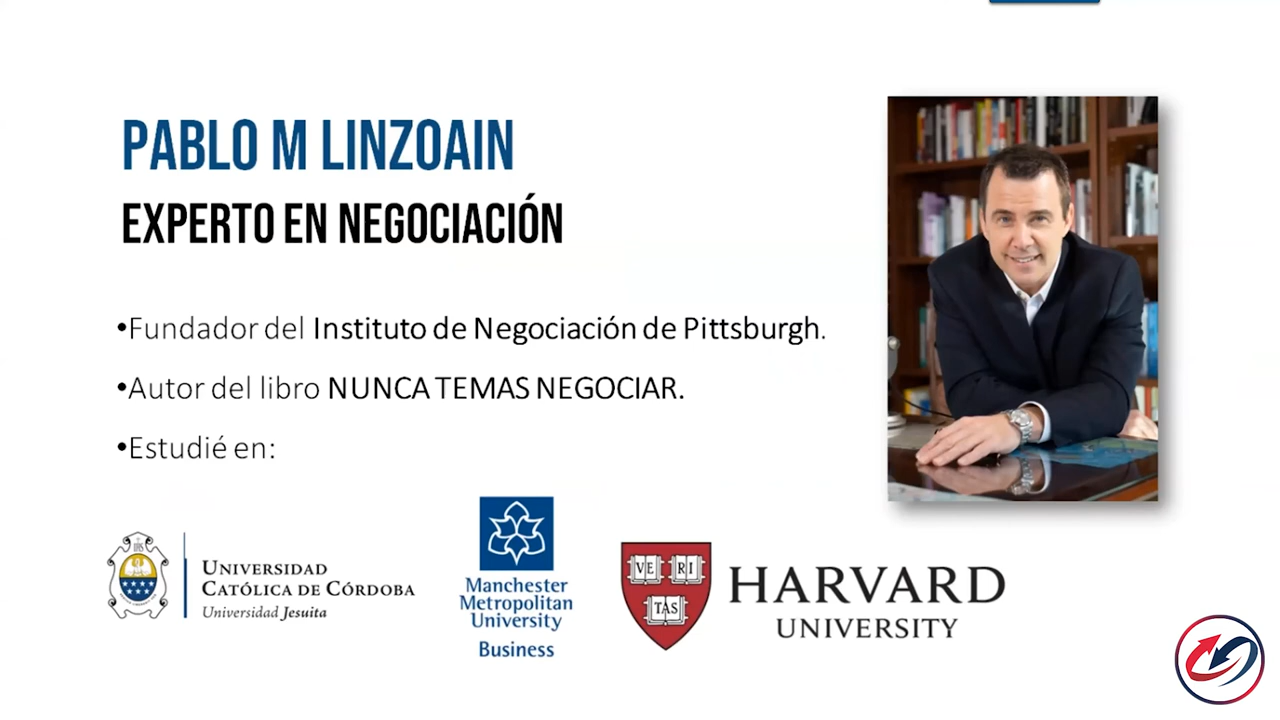 PABLO M LINZOAIN
EXPERTO EN NEGOCIACIÓN
•Fundador del Instituto de Negociación de Pittsburgh.
•Autor del libro NUNCA TEMAS NEGOCIAR.
•Estudié en:
UNIVERSIDAD
CATÓLICA DE CÓRDOBA
Universidad Jesuita
Manchester
Metropolitan
University
Business
VE RI
TAS
HARVARD
UNIVERSITY